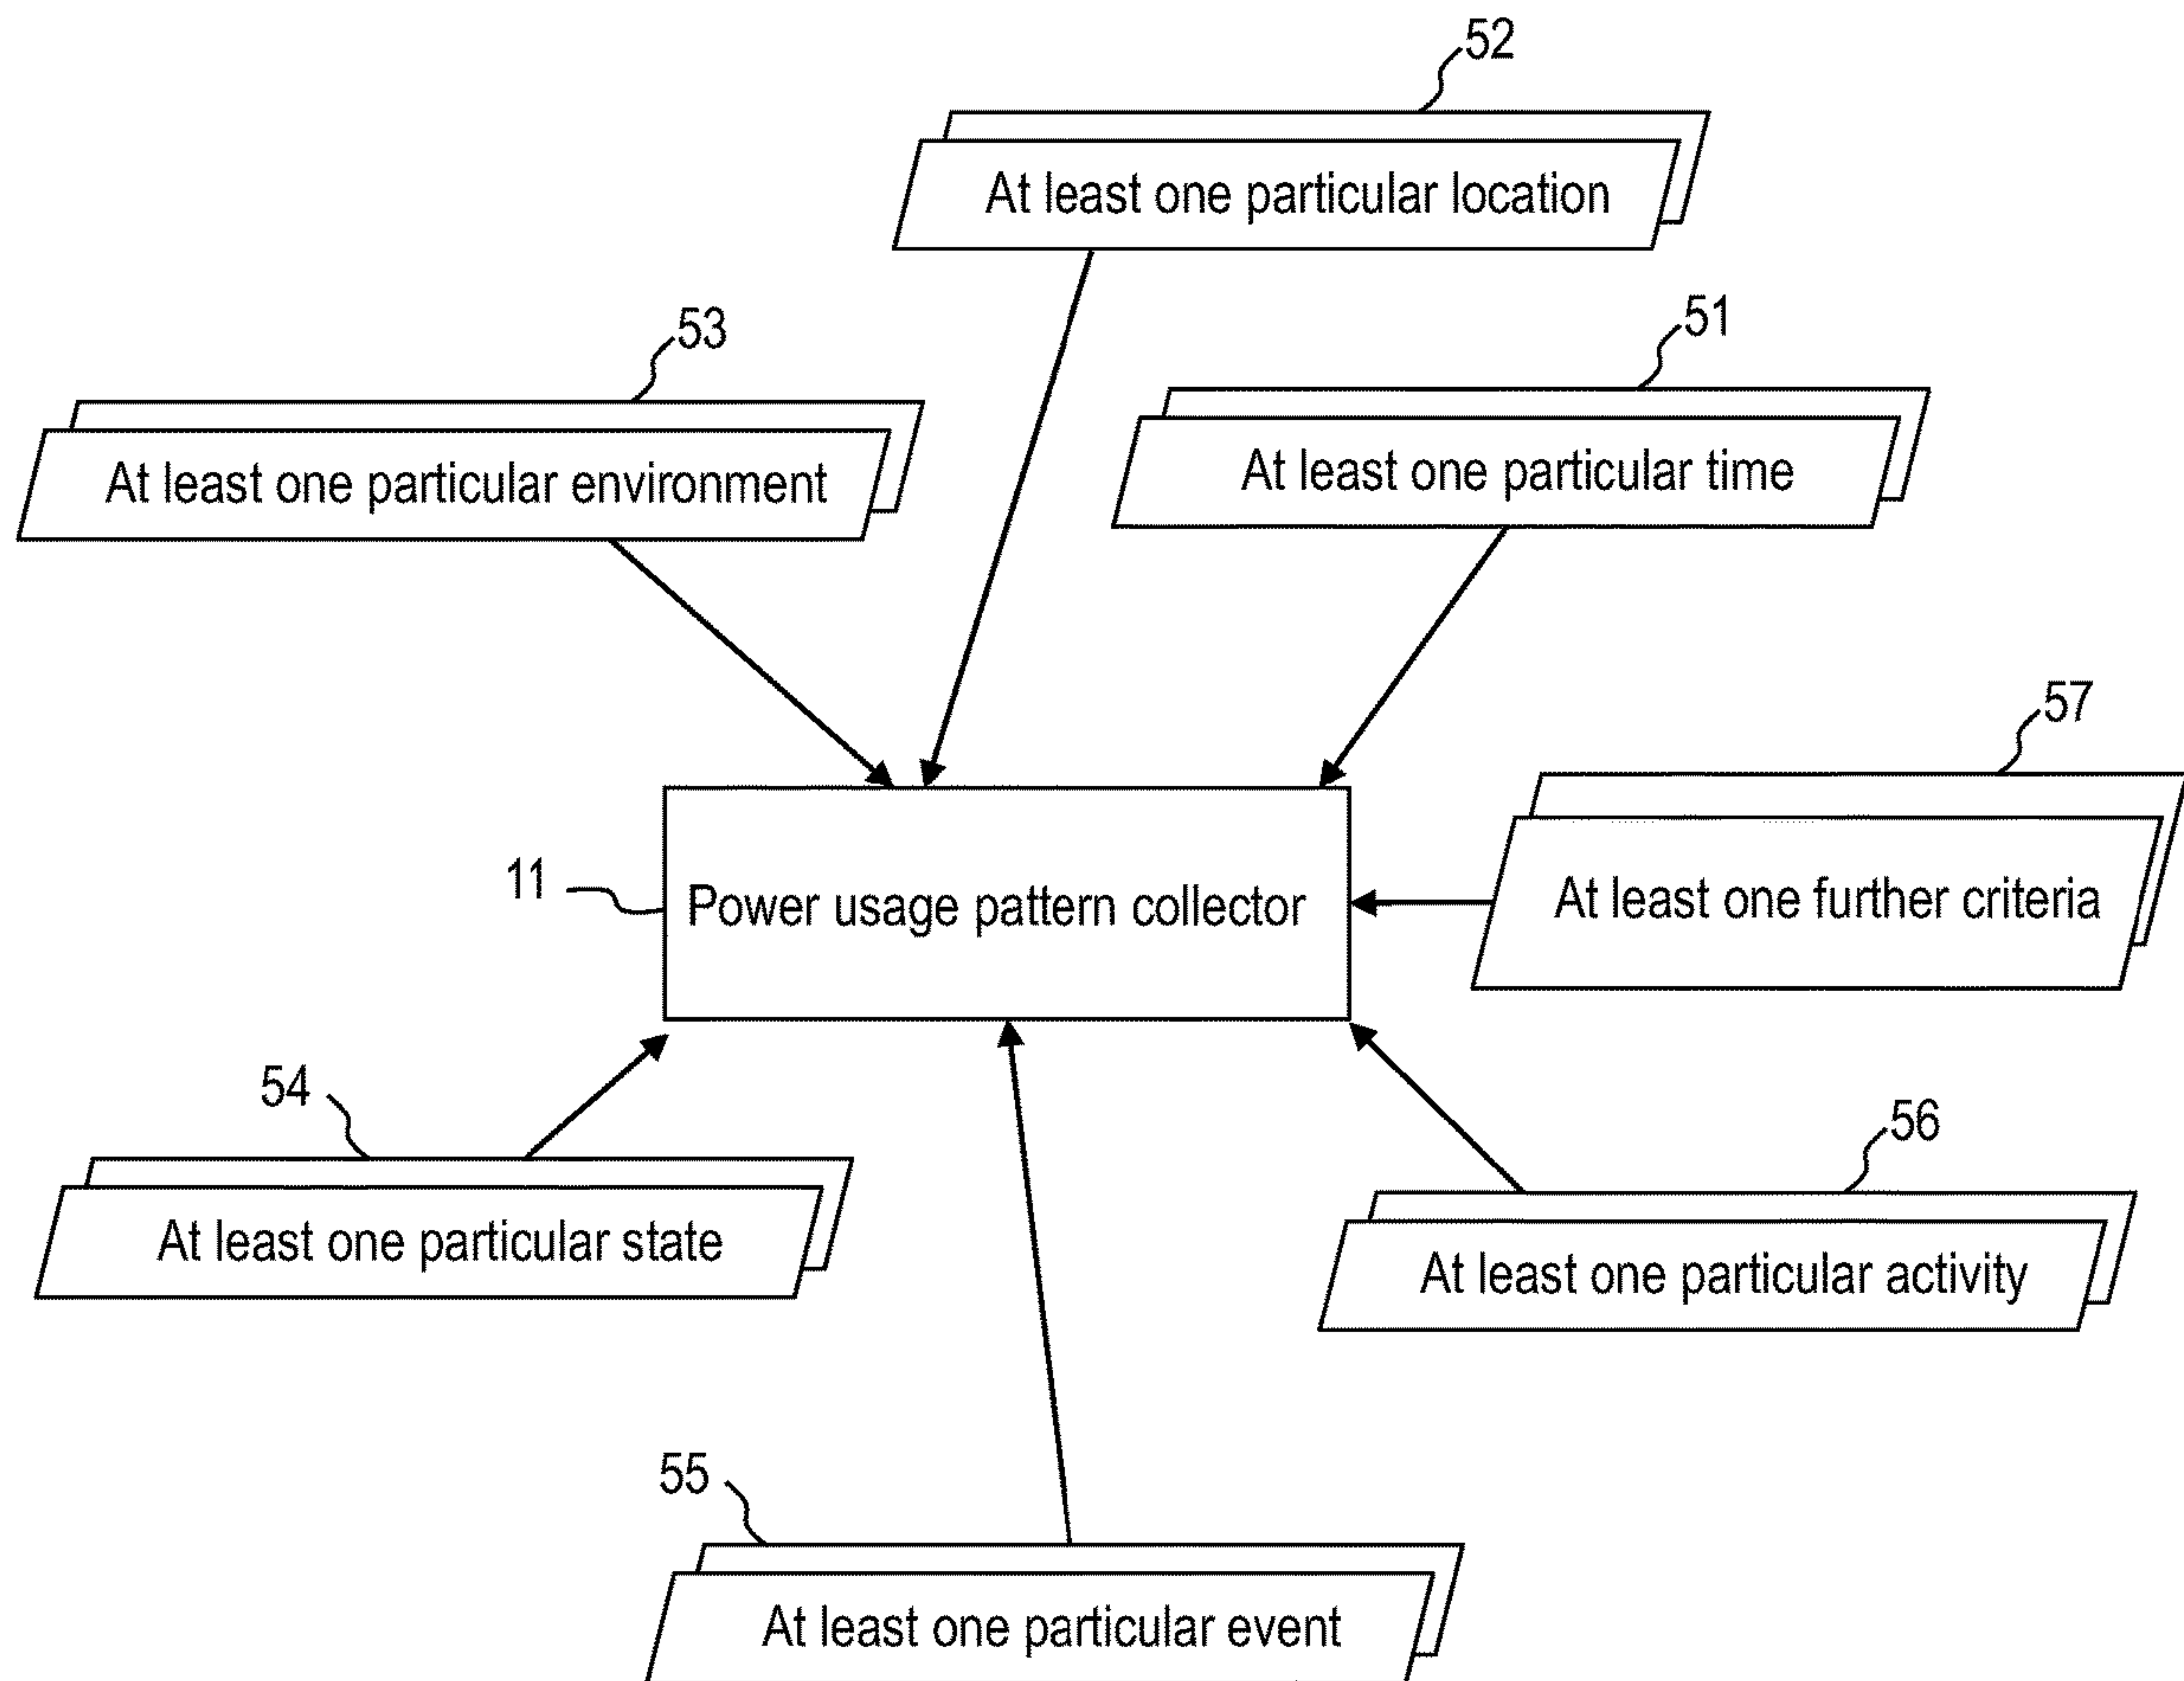 52
At least one particular location
53
51
At least one particular environment
At least one particular time
57
11
Power usage pattern collector
At least one further criteria
54
56
At least one particular state
At least one particular activity
55
At least one particular event